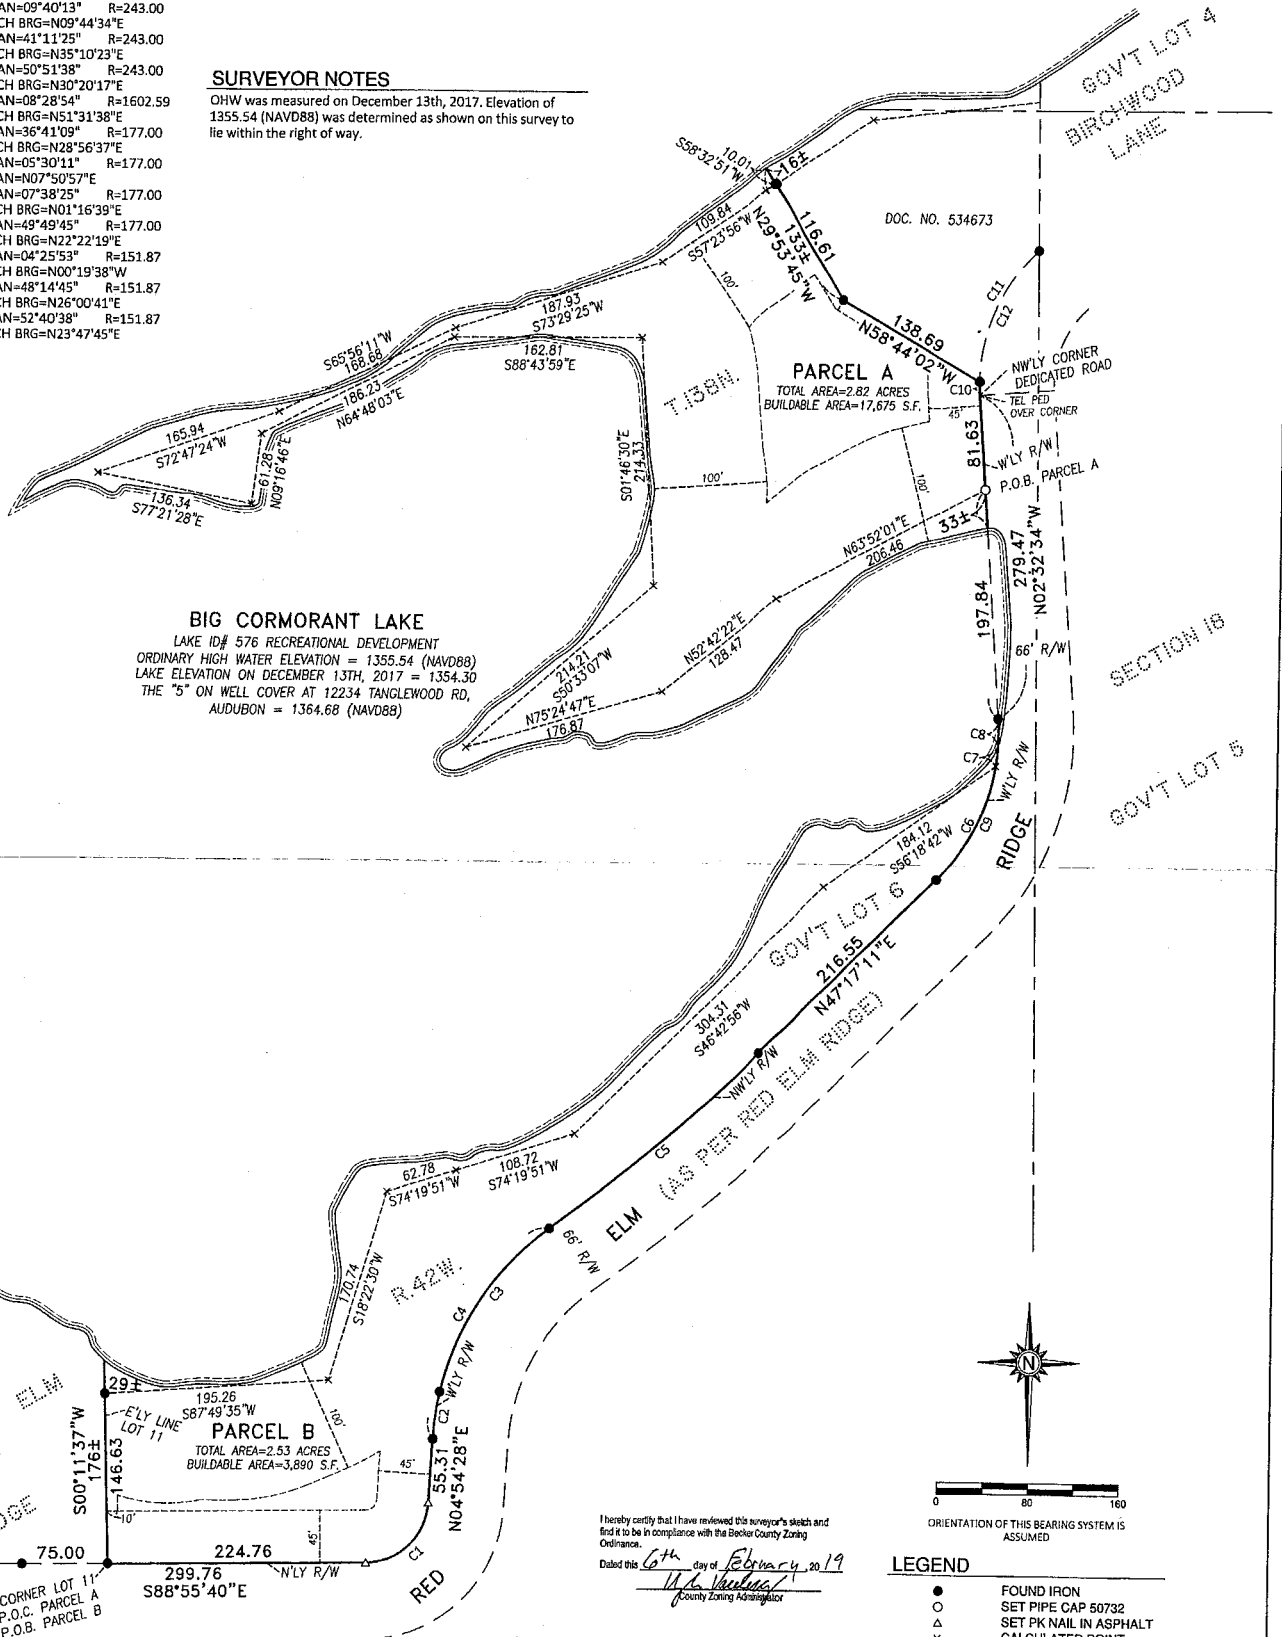 AN=09°40'13" R=243.00
CH BRG=N09°44'34"E
AN=41°11'25" R=243.00
CH BRG=N35°10'23"E
AN=50°51'38" R=243.00
CH BRG=N30°20'17"E
AN=08°28'54" R=1602.59
CH BRG=N51°31'38"E
AN=36°41'09" R=177.00
CH BRG=N28°56'37"E
AN=05°30'11" R=177.00
AN=N07°50'57"E
AN=07°38'25" R=177.00
CH BRG=N01°16'39"E
AN=49°49'45" R=177.00
CH BRG=N22°22'19"E
AN=04°25'53" R=151.87
CH BRG=N00°19'38"W
AN=48°14'45" R=151.87
CH BRG=N26°00'41"E
AN=52°40'38" R=151.87
CH BRG=N23°47'45"E
SURVEYOR NOTES
OHW was measured on December 13th, 2017. Elevation of
1355.54 (NAVD88) was determined as shown on this survey to
lie within the right of way.
GOV'T LOT 4
BIRCHWOOD
LANE
DOC. NO. 534673
10.01
S58°32'51"W
16±
109.84
S57°23'56"W
116.61
133±
N29°53'45"W
100'
187.93
S73°29'25"W
162.81
S88°43'59"E
S65°56'11"W
168.68
186.23
N64°48'03"E
165.94
S72°47'24"W
61.28
N09°16'46"E
136.34
S77°21'28"E
138.69
N58°44'02"W
C11
C12
PARCEL A
TOTAL AREA=2.82 ACRES
BUILDABLE AREA=17,675 S.F.
C10
45'
NW'LY CORNER
DEDICATED ROAD
TEL PED
OVER CORNER
T.138N.
S01°46'30"E
214.33
100'
100'
81.63
W'LY R/W
P.O.B. PARCEL A
33±
N63°52'01"E
206.46
279.47
N02°32'34"W
197.84
66' R/W
BIG CORMORANT LAKE
LAKE ID# 576 RECREATIONAL DEVELOPMENT
ORDINARY HIGH WATER ELEVATION = 1355.54 (NAVD88)
LAKE ELEVATION ON DECEMBER 13TH, 2017 = 1354.30
THE "5" ON WELL COVER AT 12234 TANGLEWOOD RD,
AUDUBON = 1364.68 (NAVD88)
N52°42'22"E
128.47
214.21
S50°33'07"W
N75°24'47"E
176.87
SECTION 18
GOV'T LOT 5
C8
C7
W'LY R/W
C6
C9
RIDGE
184.12
S56°18'42"W
GOV'T LOT 6
216.55
N47°17'11"E
304.31
S46°42'56"W
NW'LY R/W
(AS PER RED ELM RIDGE)
C5
ELM
66' R/W
108.72
S74°19'51"W
62.78
S74°19'51"W
170.74
S18°22'30"W
R.42W.
C3
C4
W'LY R/W
C2
ELM
29±
195.26
S87°49'35"W
E'LY LINE
LOT 11
PARCEL B
TOTAL AREA=2.53 ACRES
BUILDABLE AREA=3,890 S.F.
100'
45'
55.31
N04°54'28"E
S00°11'37"W
176±
146.63
10'
45'
C1
DGE
75.00
224.76
299.76
S88°55'40"E
N'LY R/W
RED
CORNER LOT 11
P.O.C. PARCEL A
P.O.B. PARCEL B
I hereby certify that I have reviewed this surveyor's sketch and
find it to be in compliance with the Becker County Zoning
Ordinance.
Dated this 6th day of February, 2019
County Zoning Administrator
N
0 80 160
ORIENTATION OF THIS BEARING SYSTEM IS
ASSUMED
LEGEND
FOUND IRON
SET PIPE CAP 50732
SET PK NAIL IN ASPHALT
CALCULATED POINT